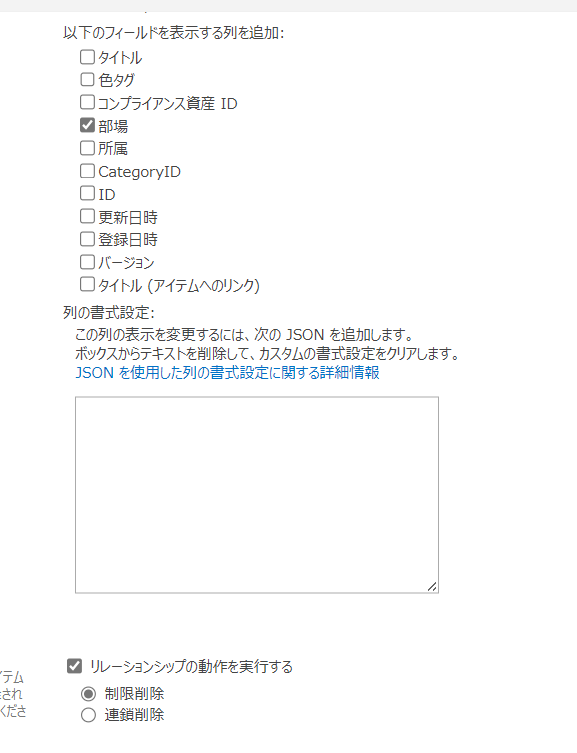 以下のフィールドを表示する列を追加:
タイトル
色タグ
コンプライアンス資産 ID
部場
所属
CategoryID
ID
更新日時
登録日時
バージョン
タイトル (アイテムへのリンク)
列の書式設定:
この列の表示を変更するには、次の JSON を追加します。
ボックスからテキストを削除して、カスタムの書式設定をクリアします。
JSON を使用した列の書式設定に関する詳細情報
リレーションシップの動作を実行する
テム
され
くださ
制限削除
連鎖削除